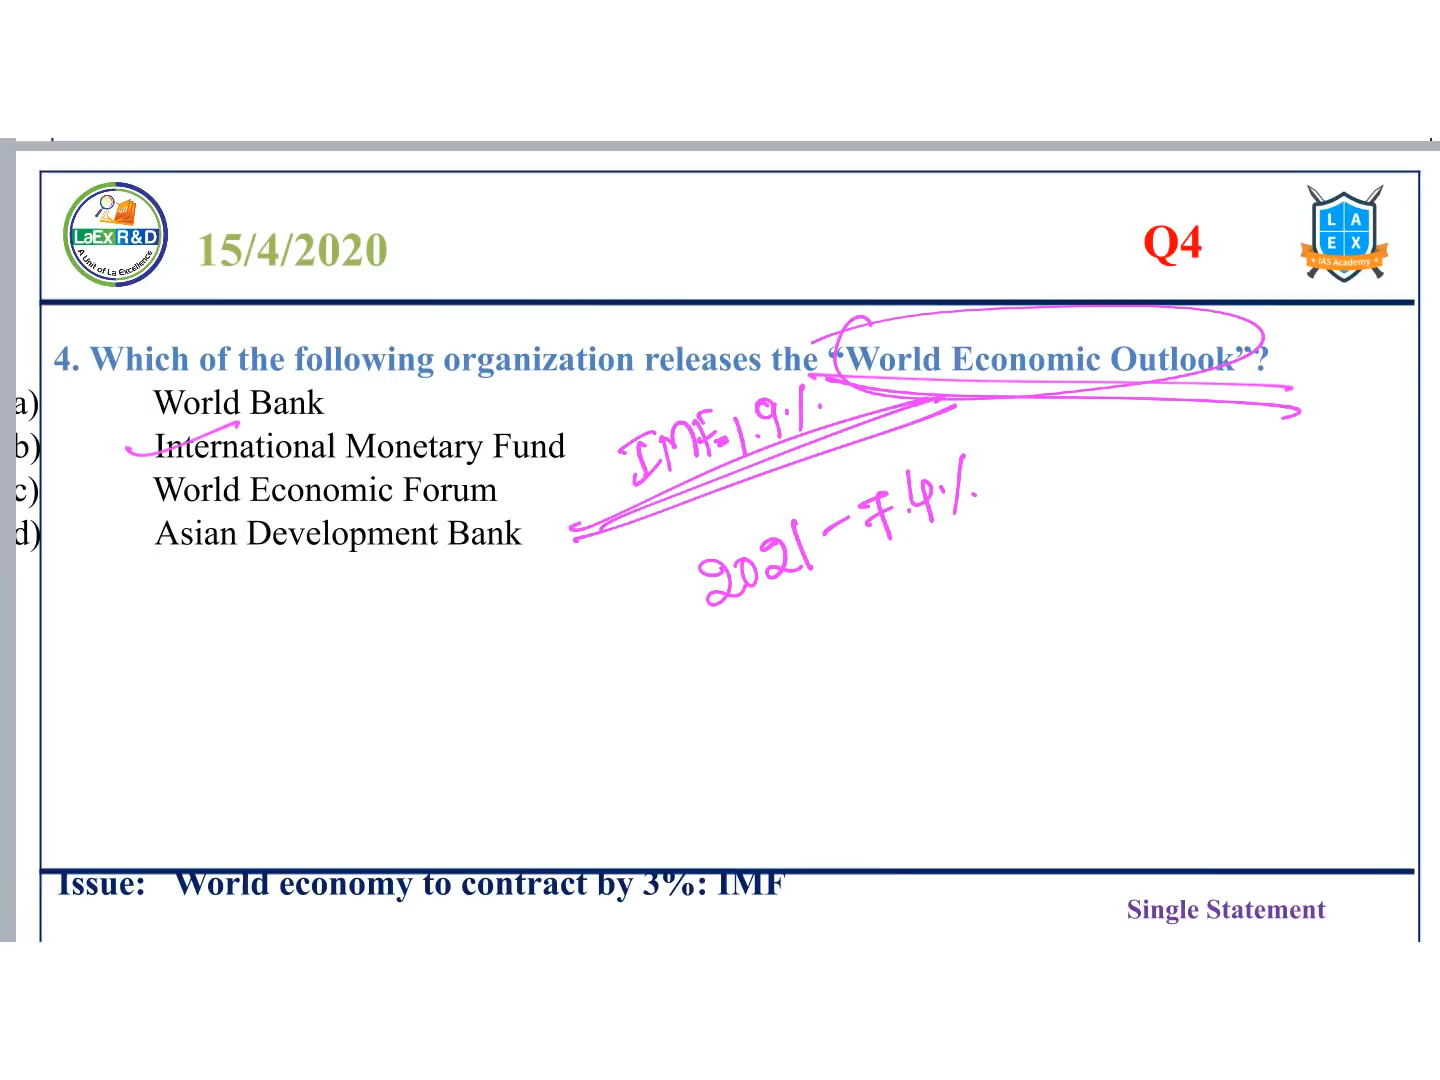 LaEx R&D
A Unit of La Excellence
15/4/2020
Q4
L A
E X
IAS Academy
4. Which of the following organization releases the “World Economic Outlook”?
a) World Bank
b) International Monetary Fund
c) World Economic Forum
d) Asian Development Bank
IMF-1.9%
2021-7.4%
Issue: World economy to contract by 3%: IMF
Single Statement